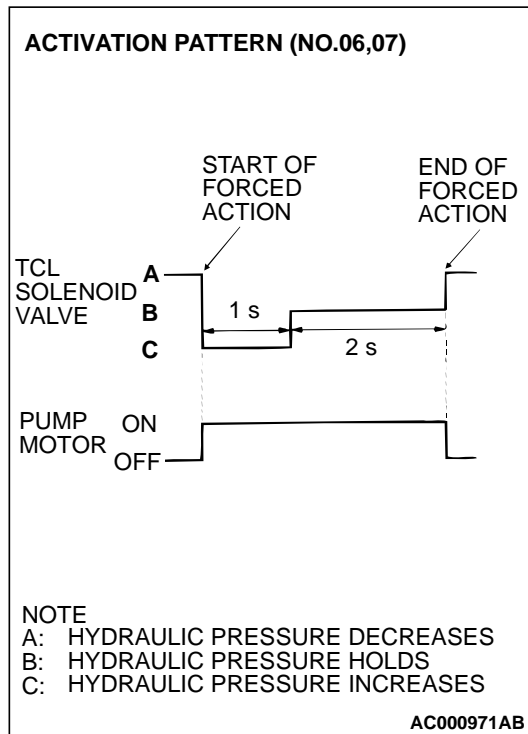 ACTIVATION PATTERN (NO.06,07)
START OF
FORCED
ACTION
END OF
FORCED
ACTION
TCL
SOLENOID
VALVE
A
B
C
1 s
2 s
PUMP
MOTOR
ON
OFF
NOTE
A: HYDRAULIC PRESSURE DECREASES
B: HYDRAULIC PRESSURE HOLDS
C: HYDRAULIC PRESSURE INCREASES
AC000971AB